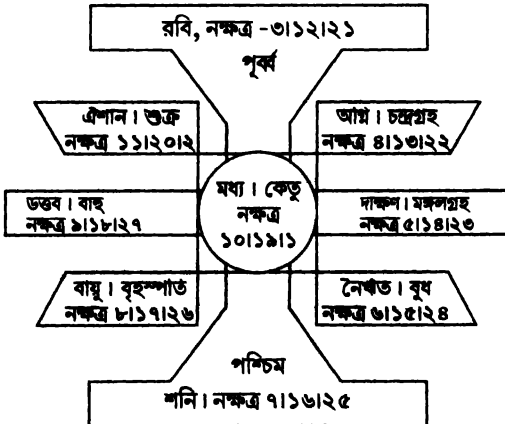 রবি, নক্ষত্র -৩।১২।২১
পূর্ব্ব
ঐশান। শুক্র
নক্ষত্র ১১।২০।২
অগ্নি। চন্দ্রগ্রহ
নক্ষত্র ৪।১৩।২২
মধ্য। কেতু
নক্ষত্র
১০।১৯।১
উত্তব। বাহু
নক্ষত্র ৯।১৮।২৭
দাক্ষণ। মঙ্গলগ্রহ
নক্ষত্র ৫।১৪।২৩
বায়ু। বৃহস্পতি
নক্ষত্র ৮।১৭।২৬
নৈর্ঋত। বুধ
নক্ষত্র ৬।১৫।২৪
পশ্চিম
শনি। নক্ষত্র ৭।১৬।২৫